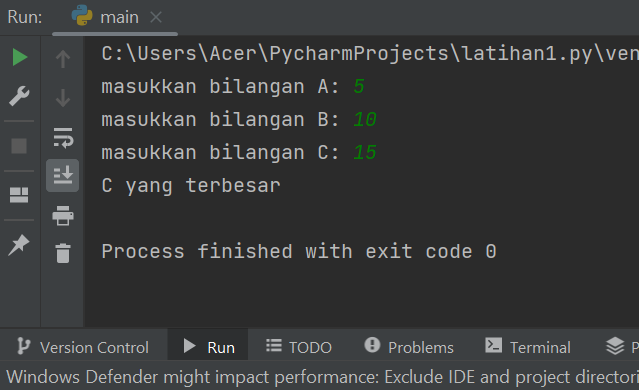 Run: main
C:\Users\Acer\PycharmProjects\latihan1.py\ven
masukkan bilangan A: 5
masukkan bilangan B: 10
masukkan bilangan C: 15
C yang terbesar
Process finished with exit code 0
Version Control Run TODO Problems Terminal P
Windows Defender might impact performance: Exclude IDE and project directori